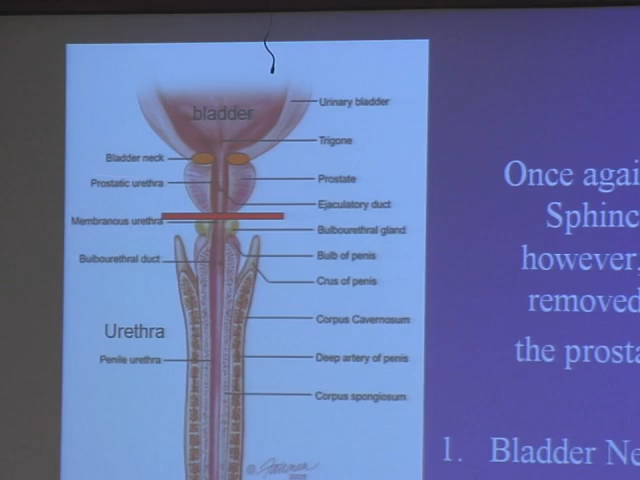 bladder
Urinary bladder
Trigone
Bladder neck
Prostatic urethra
Prostate
Ejaculatory duct
Membranous urethra
Bulbourethral gland
Bulb of penis
Bulbourethral duct
Crus of penis
Corpus Cavernosum
Urethra
Penile urethra
Deep artery of penis
Corpus spongiosum
Once agai
Sphinc
however,
removed
the prosta
1. Bladder Ne